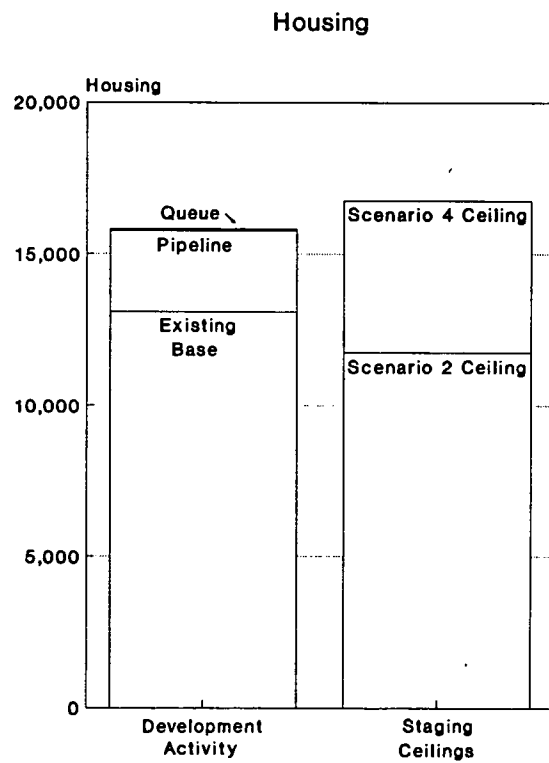 Housing
Housing
20,000
15,000
10,000
5,000
0
Queue
Pipeline
Existing
Base
Scenario 4 Ceiling
Scenario 2 Ceiling
Development
Activity
Staging
Ceilings